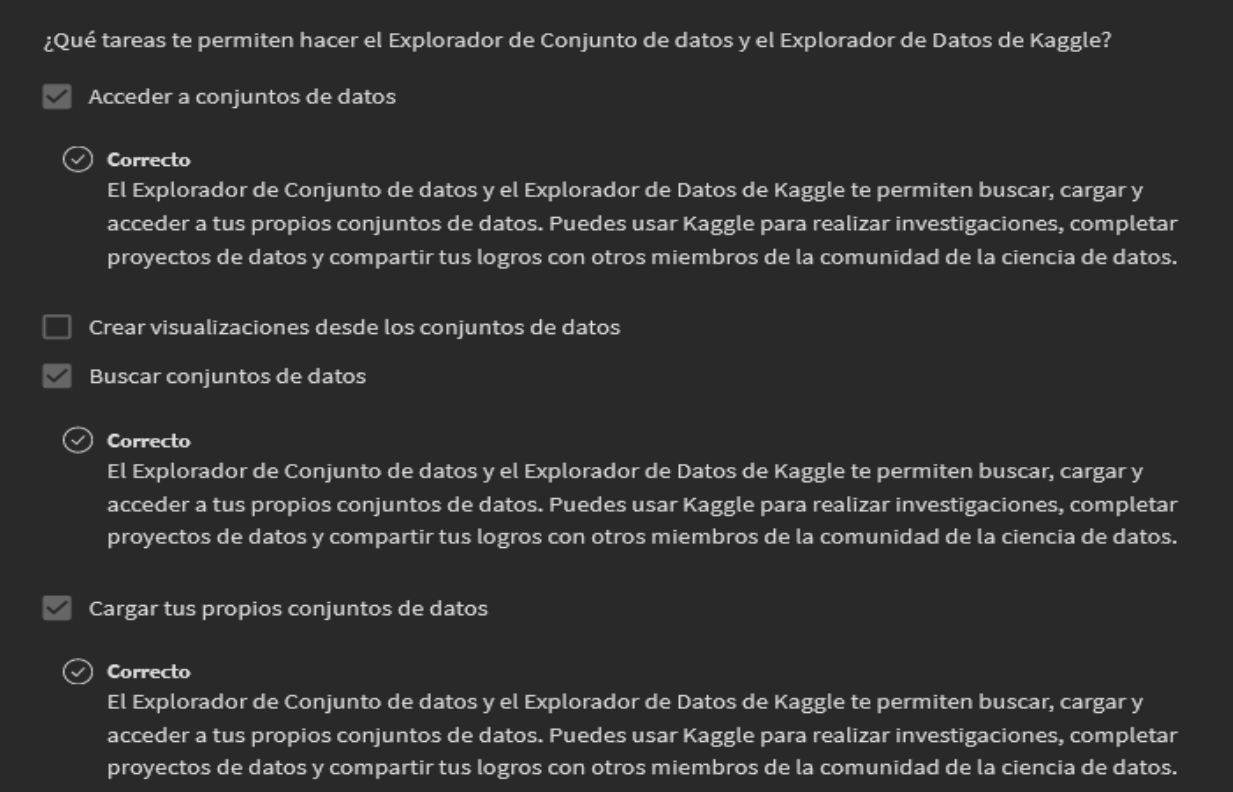 ¿Qué tareas te permiten hacer el Explorador de Conjunto de datos y el Explorador de Datos de Kaggle?
Acceder a conjuntos de datos
Correcto
El Explorador de Conjunto de datos y el Explorador de Datos de Kaggle te permiten buscar, cargar y
acceder a tus propios conjuntos de datos. Puedes usar Kaggle para realizar investigaciones, completar
proyectos de datos y compartir tus logros con otros miembros de la comunidad de la ciencia de datos.
Crear visualizaciones desde los conjuntos de datos
Buscar conjuntos de datos
Correcto
El Explorador de Conjunto de datos y el Explorador de Datos de Kaggle te permiten buscar, cargar y
acceder a tus propios conjuntos de datos. Puedes usar Kaggle para realizar investigaciones, completar
proyectos de datos y compartir tus logros con otros miembros de la comunidad de la ciencia de datos.
Cargar tus propios conjuntos de datos
Correcto
El Explorador de Conjunto de datos y el Explorador de Datos de Kaggle te permiten buscar, cargar y
acceder a tus propios conjuntos de datos. Puedes usar Kaggle para realizar investigaciones, completar
proyectos de datos y compartir tus logros con otros miembros de la comunidad de la ciencia de datos.